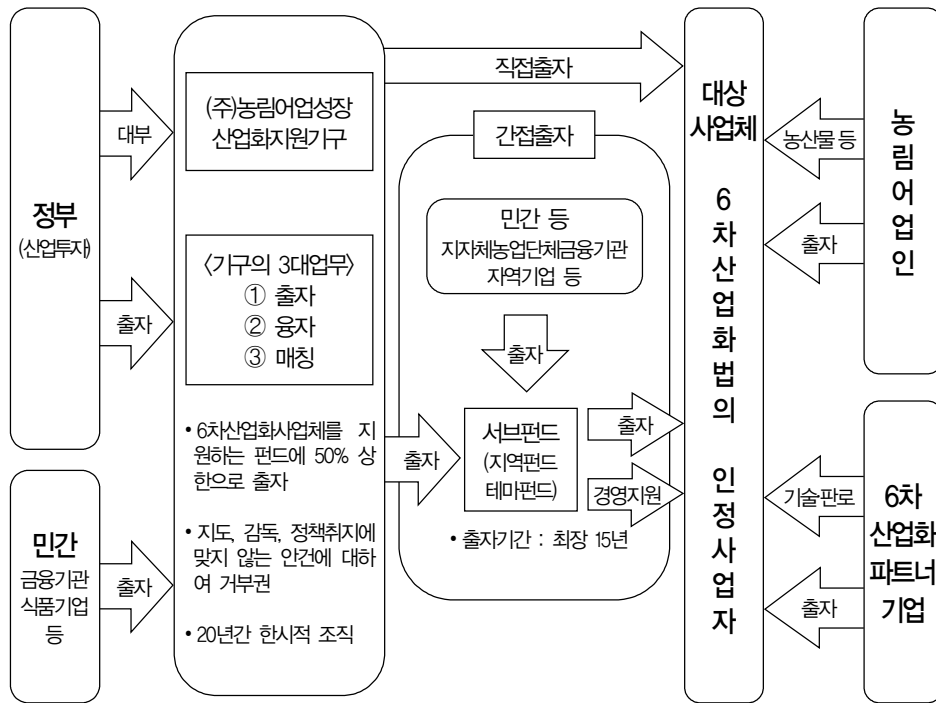 정부
(산업투자)
민간
금융기관
식품기업
등
대부
출자
출자
(주)농림어업성장
산업화지원기구
〈기구의 3대업무〉
① 출자
② 융자
③ 매칭
• 6차산업화사업체를 지
원하는 펀드에 50% 상
한으로 출자
• 지도, 감독, 정책취지에
맞지 않는 안건에 대하
여 거부권
• 20년간 한시적 조직
직접출자
간접출자
민간 등
지자체농업단체금융기관
지역기업 등
출자
출자
서브펀드
(지역펀드
테마펀드)
• 출자기간 : 최장 15년
출자
경영지원
대상
사업체
6
차
산
업
화
법
의
인
정
사
업
자
농산물 등
출자
기술·판로
출자
농
림
어
업
인
6차
산업화
파트너
기업